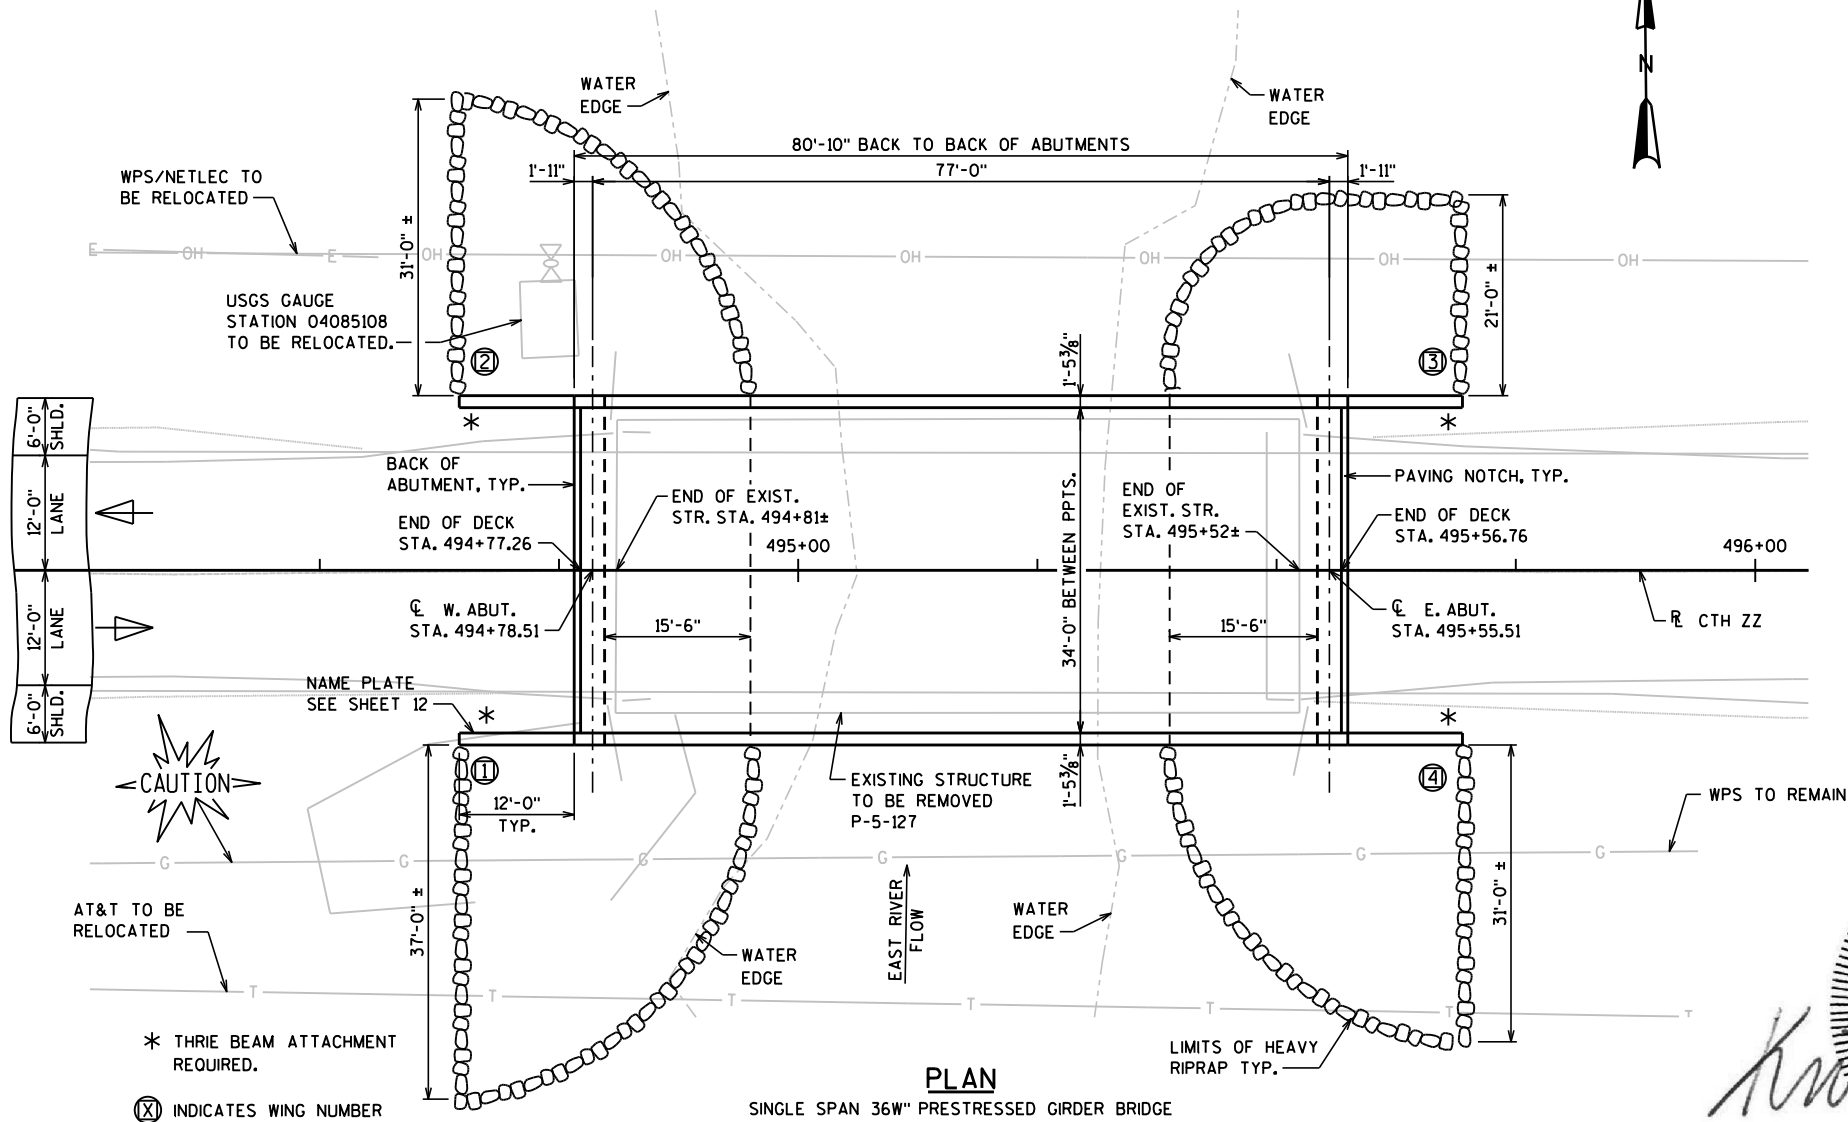 N
WATER
EDGE
WATER
EDGE
80'-10" BACK TO BACK OF ABUTMENTS
1'-11"
77'-0"
1'-11"
WPS/NETLEC TO
BE RELOCATED
31'-0" ±
E
OH
E
OH
OH
OH
OH
OH
OH
USGS GAUGE
STATION 04085108
TO BE RELOCATED.
21'-0" ±
2
1'-5⅜"
3
6'-0"
SHLD.
12'-0"
LANE
12'-0"
LANE
6'-0"
SHLD.
*
*
BACK OF
ABUTMENT, TYP.
END OF EXIST.
STR. STA. 494+81±
END OF
EXIST. STR.
STA. 495+52±
PAVING NOTCH, TYP.
END OF DECK
STA. 494+77.26
495+00
END OF DECK
STA. 495+56.76
496+00
34'-0" BETWEEN PPTS.
℄ W. ABUT.
STA. 494+78.51
15'-6"
15'-6"
℄ E. ABUT.
STA. 495+55.51
RL CTH ZZ
NAME PLATE
SEE SHEET 12
*
*
CAUTION
1
12'-0"
TYP.
EXISTING STRUCTURE
TO BE REMOVED
P-5-127
1'-5⅜"
4
WPS TO REMAIN
G
G
G
G
G
G
G
AT&T TO BE
RELOCATED
37'-0" ±
WATER
EDGE
EAST RIVER
FLOW
WATER
EDGE
31'-0" ±
T
T
T
T
T
T
T
* THRIE BEAM ATTACHMENT
REQUIRED.
LIMITS OF HEAVY
RIPRAP TYP.
X INDICATES WING NUMBER
PLAN
SINGLE SPAN 36W" PRESTRESSED GIRDER BRIDGE